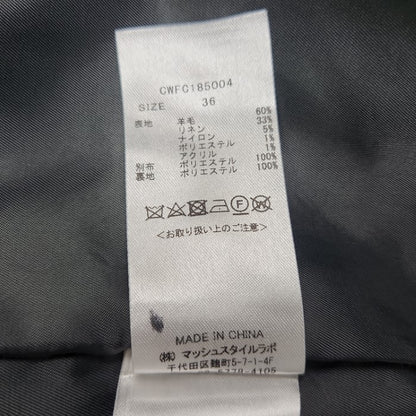 CWFC185004
SIZE 36
表地 羊毛 60%
リネン 33%
ナイロン 5%
ポリエステル 1%
アクリル 1%
別布 ポリエステル 100%
裏地 ポリエステル 100%
<お取り扱い上のご注意>
MADE IN CHINA
(株)マッシュスタイルラボ
千代田区麹町5-7-1-4F